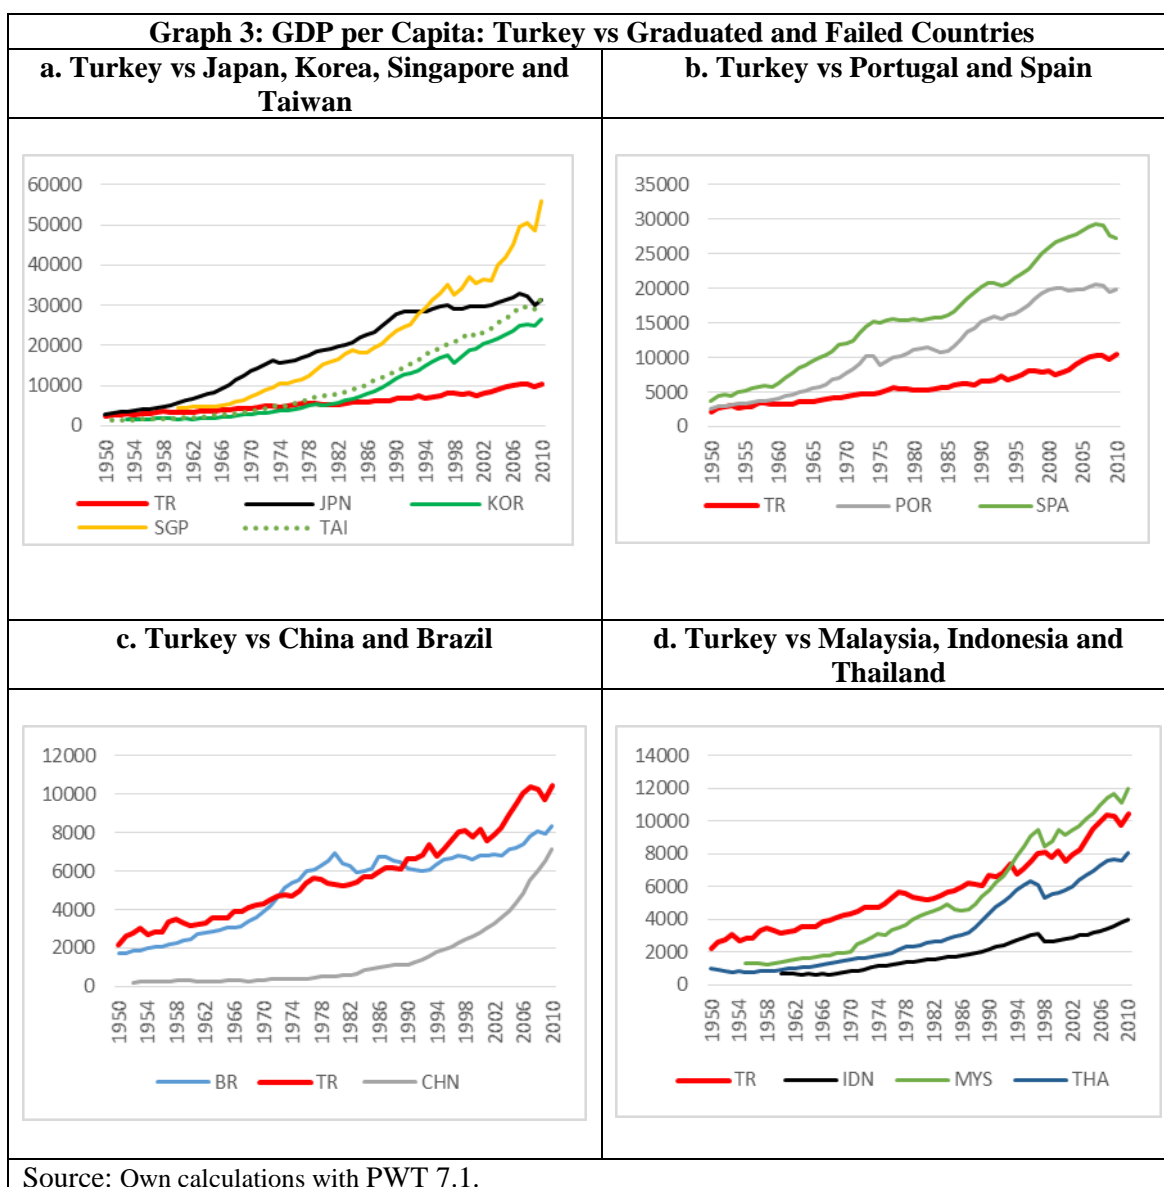 Graph 3: GDP per Capita: Turkey vs Graduated and Failed Countries
a. Turkey vs Japan, Korea, Singapore and
Taiwan
b. Turkey vs Portugal and Spain
60000
50000
40000
30000
20000
10000
0
1950 1954 1958 1962 1966 1970 1974 1978 1982 1986 1990 1994 1998 2002 2006 2010
TR JPN KOR
SGP TAI
35000
30000
25000
20000
15000
10000
5000
0
1950 1955 1960 1965 1970 1975 1980 1985 1990 1995 2000 2005 2010
TR POR SPA
c. Turkey vs China and Brazil
d. Turkey vs Malaysia, Indonesia and
Thailand
12000
10000
8000
6000
4000
2000
0
1950 1954 1958 1962 1966 1970 1974 1978 1982 1986 1990 1994 1998 2002 2006 2010
BR TR CHN
14000
12000
10000
8000
6000
4000
2000
0
1950 1954 1958 1962 1966 1970 1974 1978 1982 1986 1990 1994 1998 2002 2006 2010
TR IDN MYS THA
Source: Own calculations with PWT 7.1.